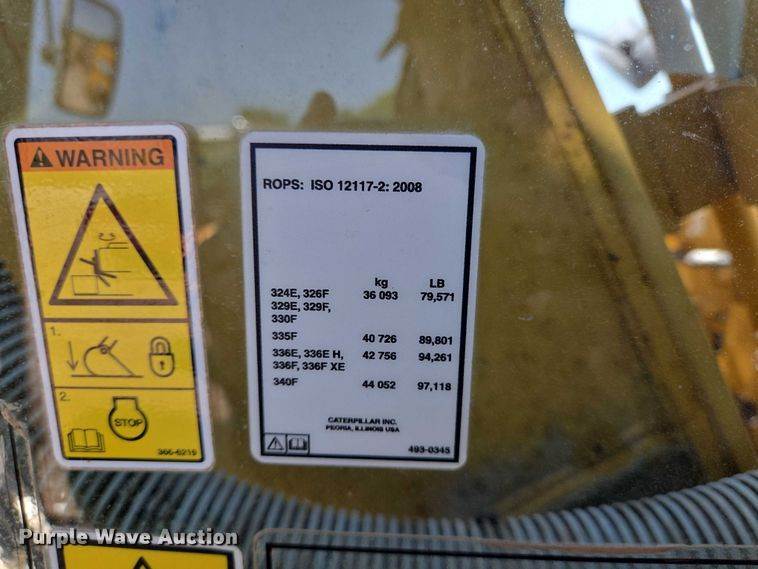 WARNING
1.
2.
STOP
366-6219
ROPS: ISO 12117-2: 2008
kg LB
324E, 326F 36 093 79,571
329E, 329F,
330F
335F 40 726 89,801
336E, 336E H, 42 756 94,261
336F, 336F XE
340F 44 052 97,118
CATERPILLAR INC.
PEORIA, ILLINOIS USA
493-0345
Purple Wave Auction